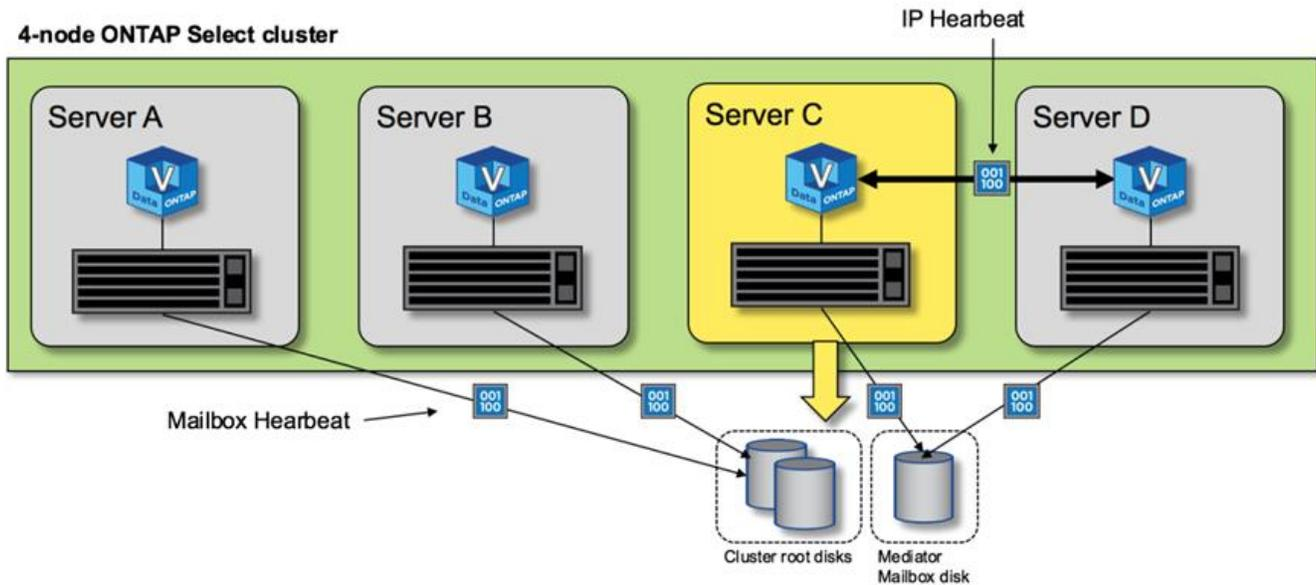 IP Hearbeat
4-node ONTAP Select cluster
Server A
Server B
Server C
Server D
V
Data ONTAP
V
Data ONTAP
V
Data ONTAP
V
Data ONTAP
001
100
Mailbox Hearbeat
001
100
001
100
001
100
001
100
Cluster root disks
Mediator
Mailbox disk